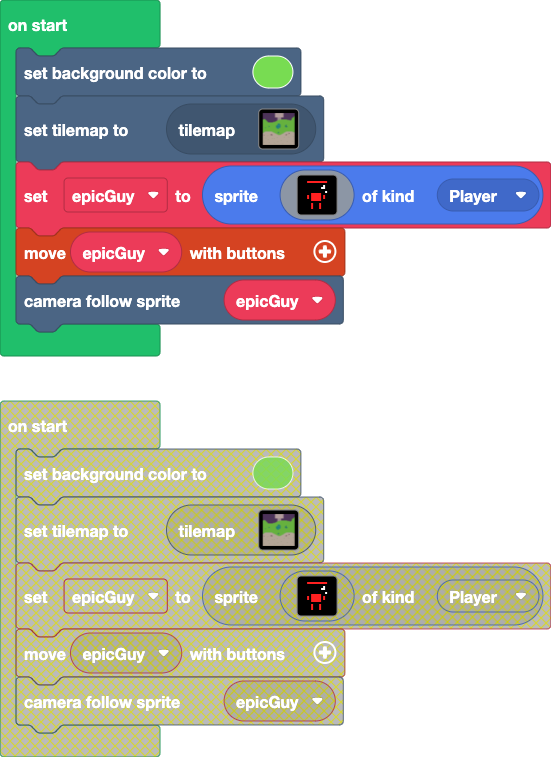 on start
set background color to
set tilemap to tilemap
set epicGuy to sprite of kind Player
move epicGuy with buttons
camera follow sprite epicGuy
on start
set background color to
set tilemap to tilemap
set epicGuy to sprite of kind Player
move epicGuy with buttons
camera follow sprite epicGuy